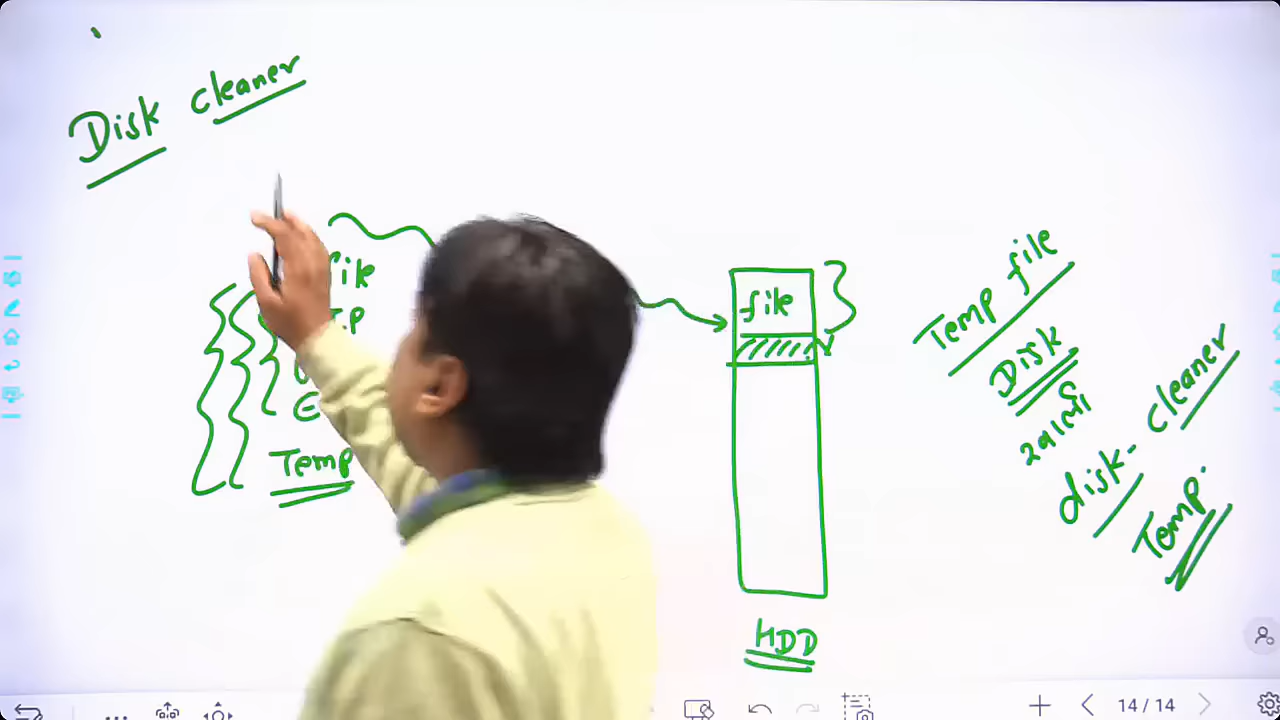 Disk cleaner
file
Temp
file
HDD
Temp file
Disk
खाली
disk- cleaner
Temp.
14 / 14